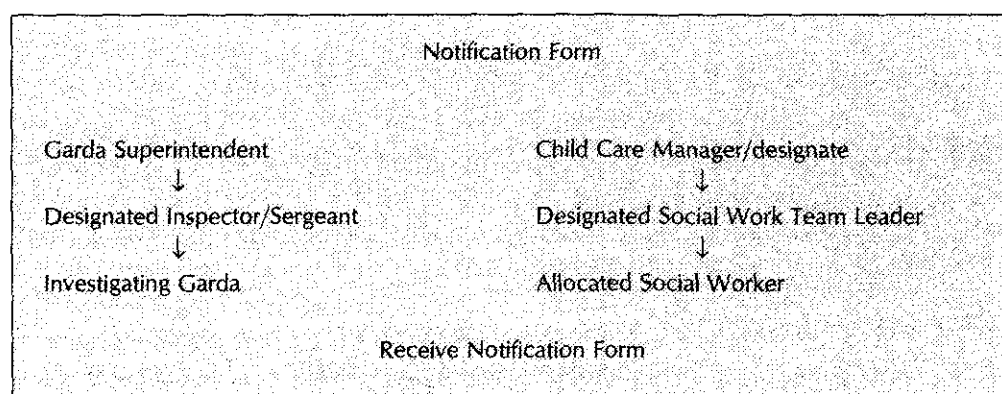 Notification Form
Garda Superintendent
↓
Designated Inspector/Sergeant
↓
Investigating Garda
Child Care Manager/designate
↓
Designated Social Work Team Leader
↓
Allocated Social Worker
Receive Notification Form